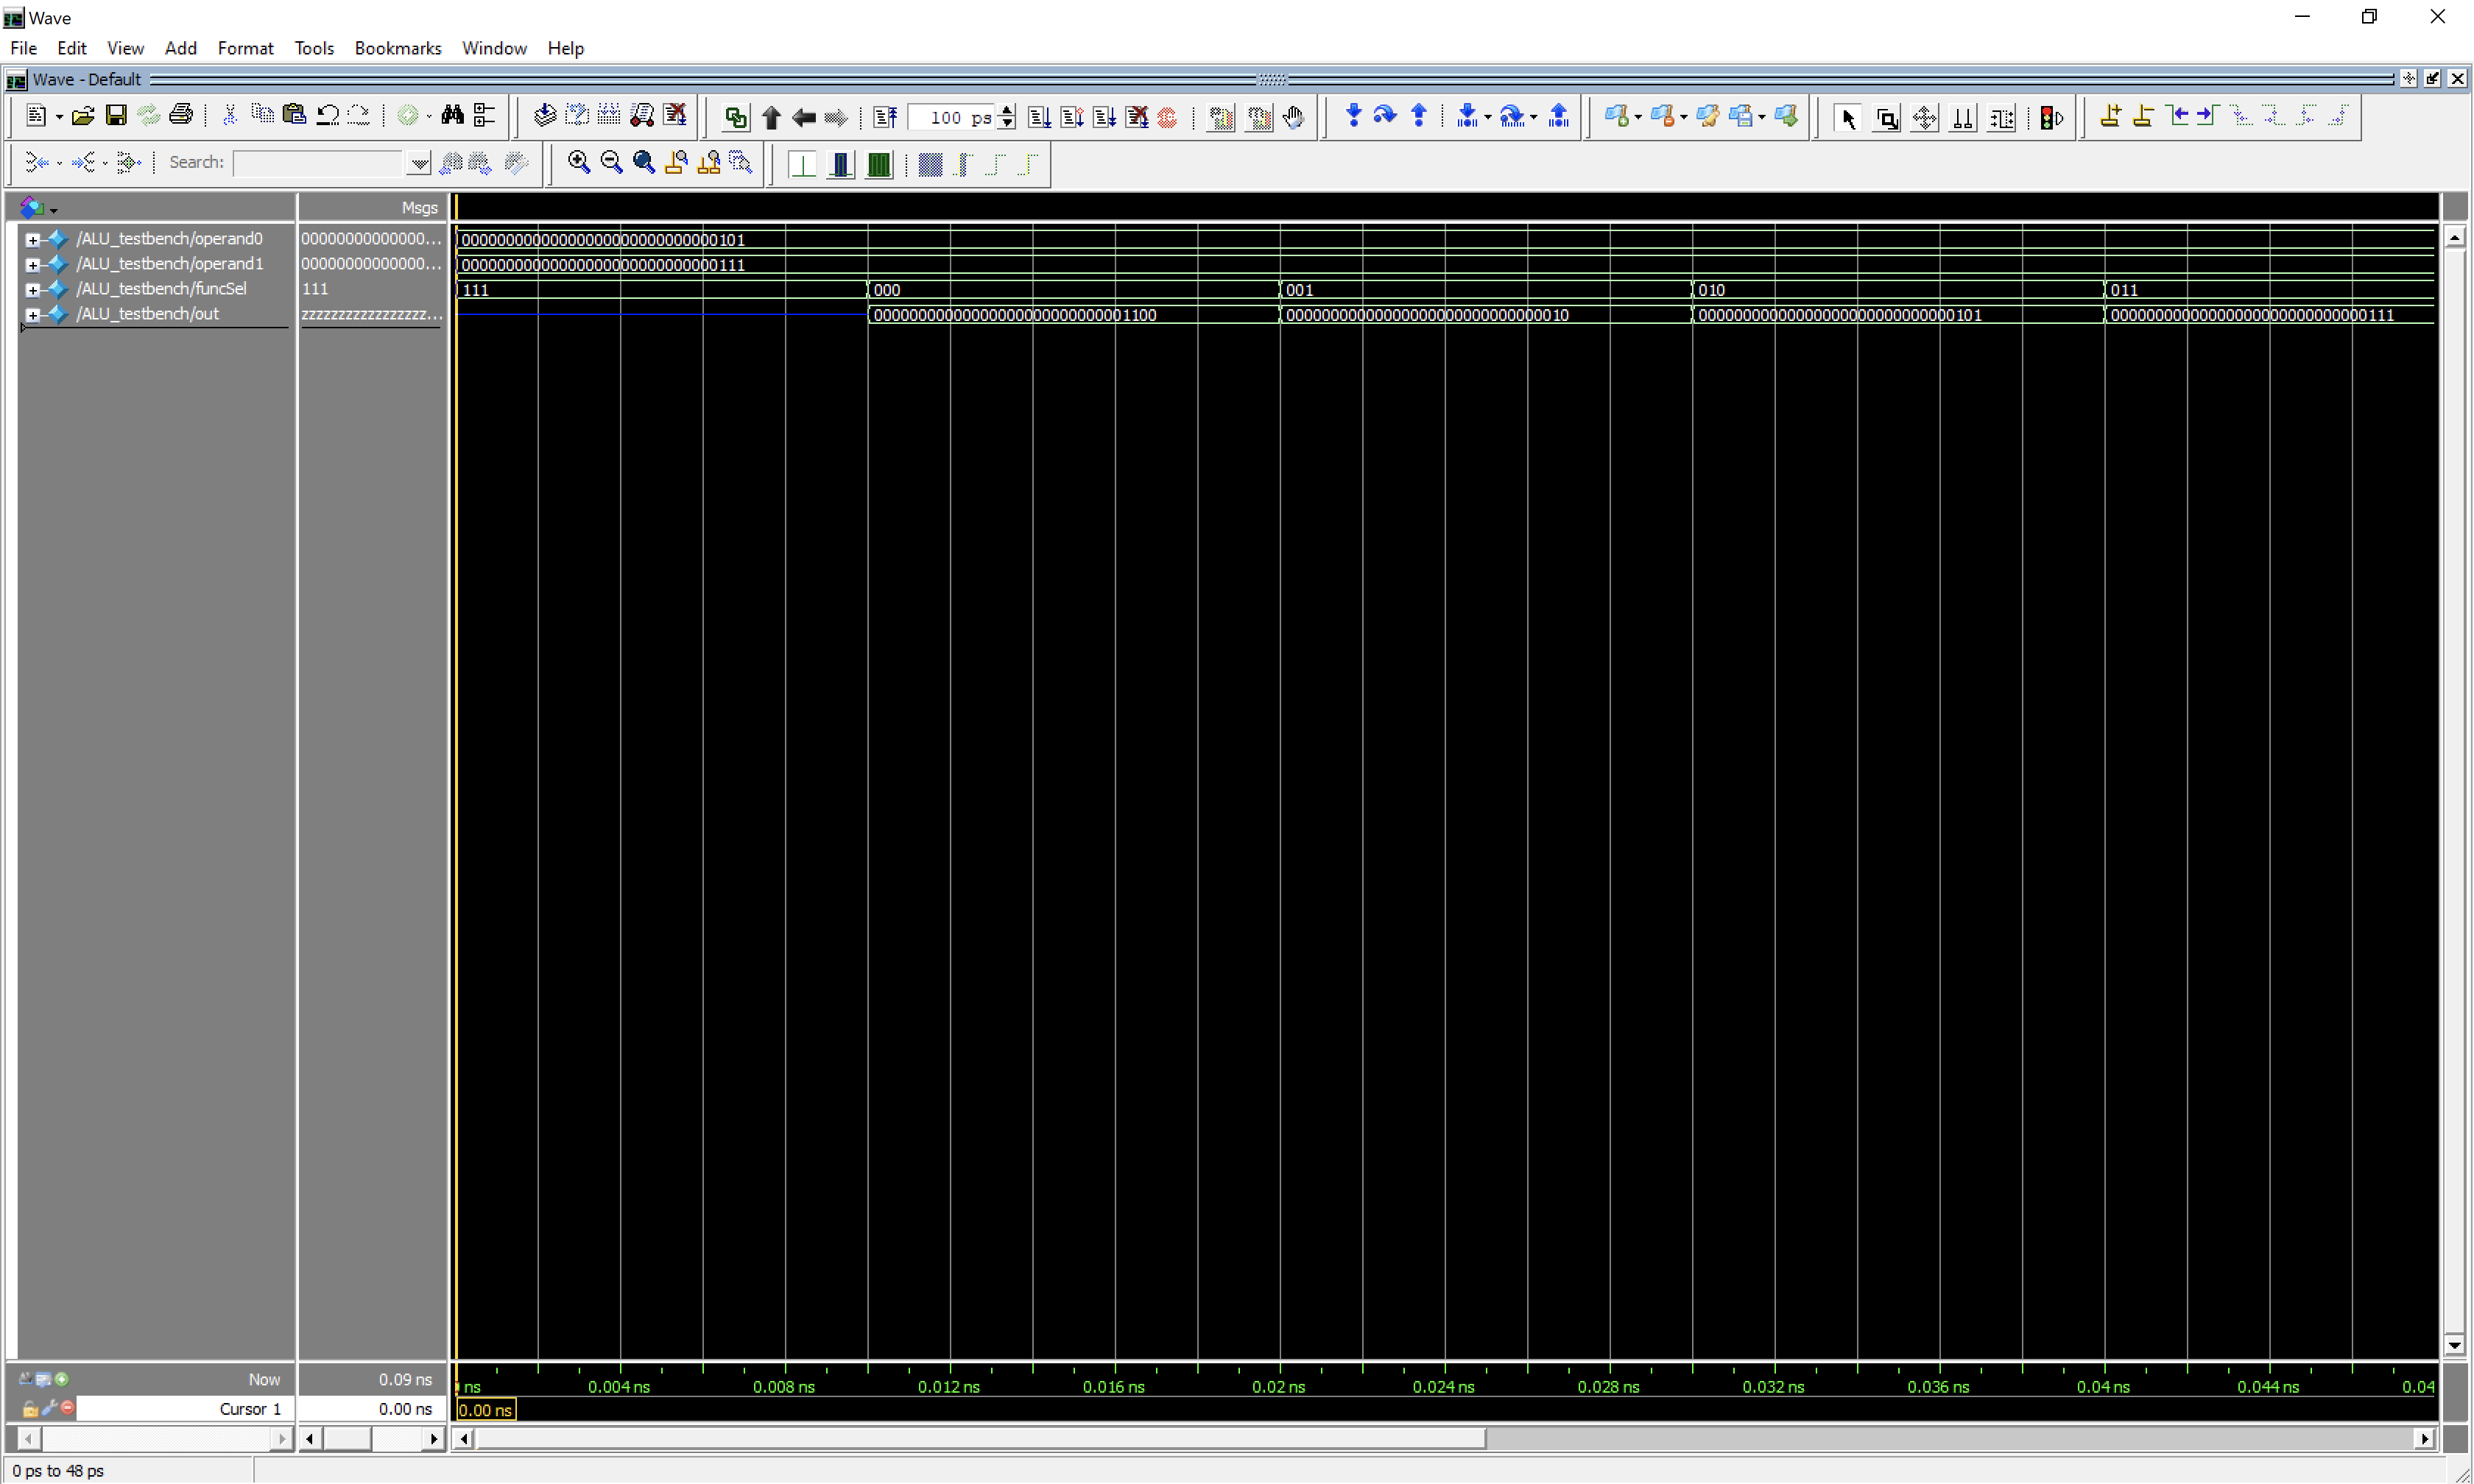 Wave
File Edit View Add Format Tools Bookmarks Window Help
Wave - Default
100 ps
Search:
Msgs
/ALU_testbench/operand0 00000000000000... 00000000000000000000000000000101
/ALU_testbench/operand1 00000000000000... 00000000000000000000000000000111
/ALU_testbench/funcSel 111 111 000 001 010 011
/ALU_testbench/out zzzzzzzzzzzzzzzzz... 00000000000000000000000000001100 00000000000000000000000000000010 00000000000000000000000000000101 00000000000000000000000000000111
Now 0.09 ns ns 0.004 ns 0.008 ns 0.012 ns 0.016 ns 0.02 ns 0.024 ns 0.028 ns 0.032 ns 0.036 ns 0.04 ns 0.044 ns 0.04
Cursor 1 0.00 ns 0.00 ns
0 ps to 48 ps